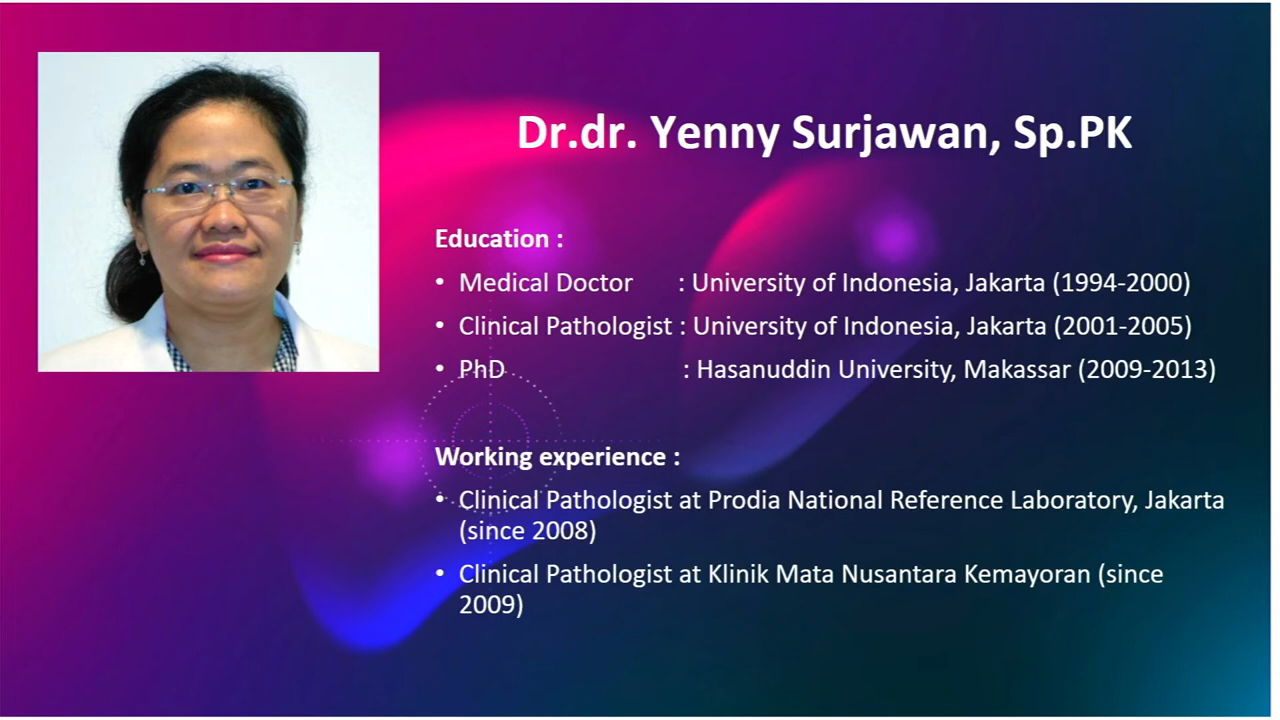 Dr.dr. Yenny Surjawan, Sp.PK
Education :
• Medical Doctor : University of Indonesia, Jakarta (1994-2000)
• Clinical Pathologist : University of Indonesia, Jakarta (2001-2005)
• PhD : Hasanuddin University, Makassar (2009-2013)
Working experience :
• Clinical Pathologist at Prodia National Reference Laboratory, Jakarta
(since 2008)
• Clinical Pathologist at Klinik Mata Nusantara Kemayoran (since
2009)